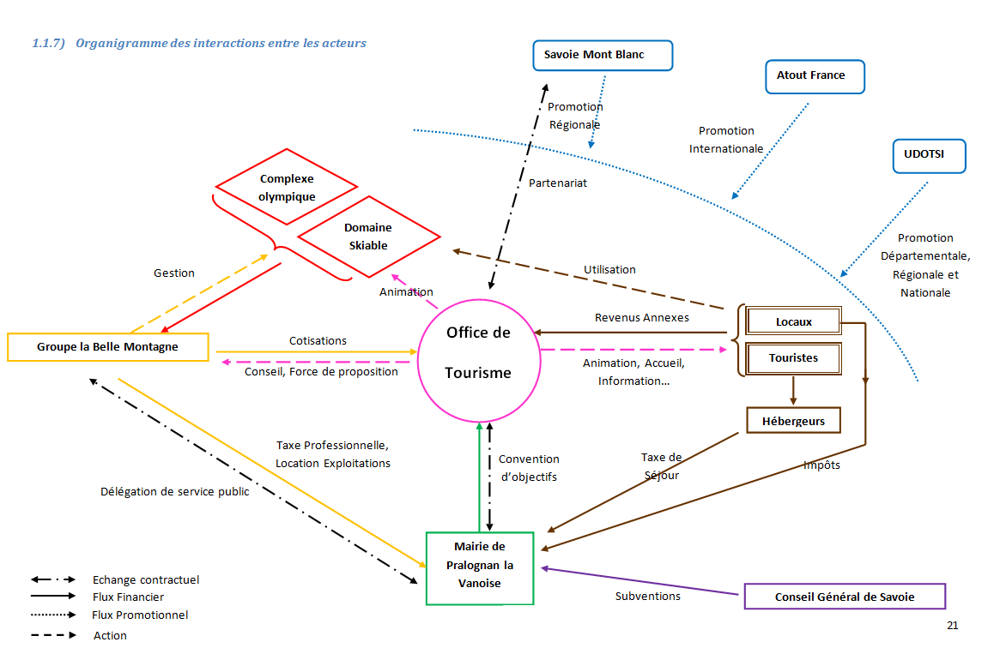 1.1.7) Organigramme des interactions entre les acteurs
Savoie Mont Blanc
Atout France
UDOTSI
Promotion
Régionale
Promotion
Internationale
Partenariat
Promotion
Départementale,
Régionale et
Nationale
Complexe
olympique
Domaine
Skiable
Gestion
Animation
Utilisation
Groupe la Belle Montagne
Cotisations
Conseil, Force de proposition
Office de
Tourisme
Revenus Annexes
Animation, Accueil,
Information...
Locaux
Touristes
Hébergeurs
Taxe Professionnelle,
Location Exploitations
Convention
d’objectifs
Taxe de
Séjour
Impôts
Délégation de service public
Mairie de
Pralognan la
Vanoise
Subventions
Conseil Général de Savoie
Echange contractuel
Flux Financier
Flux Promotionnel
Action
21